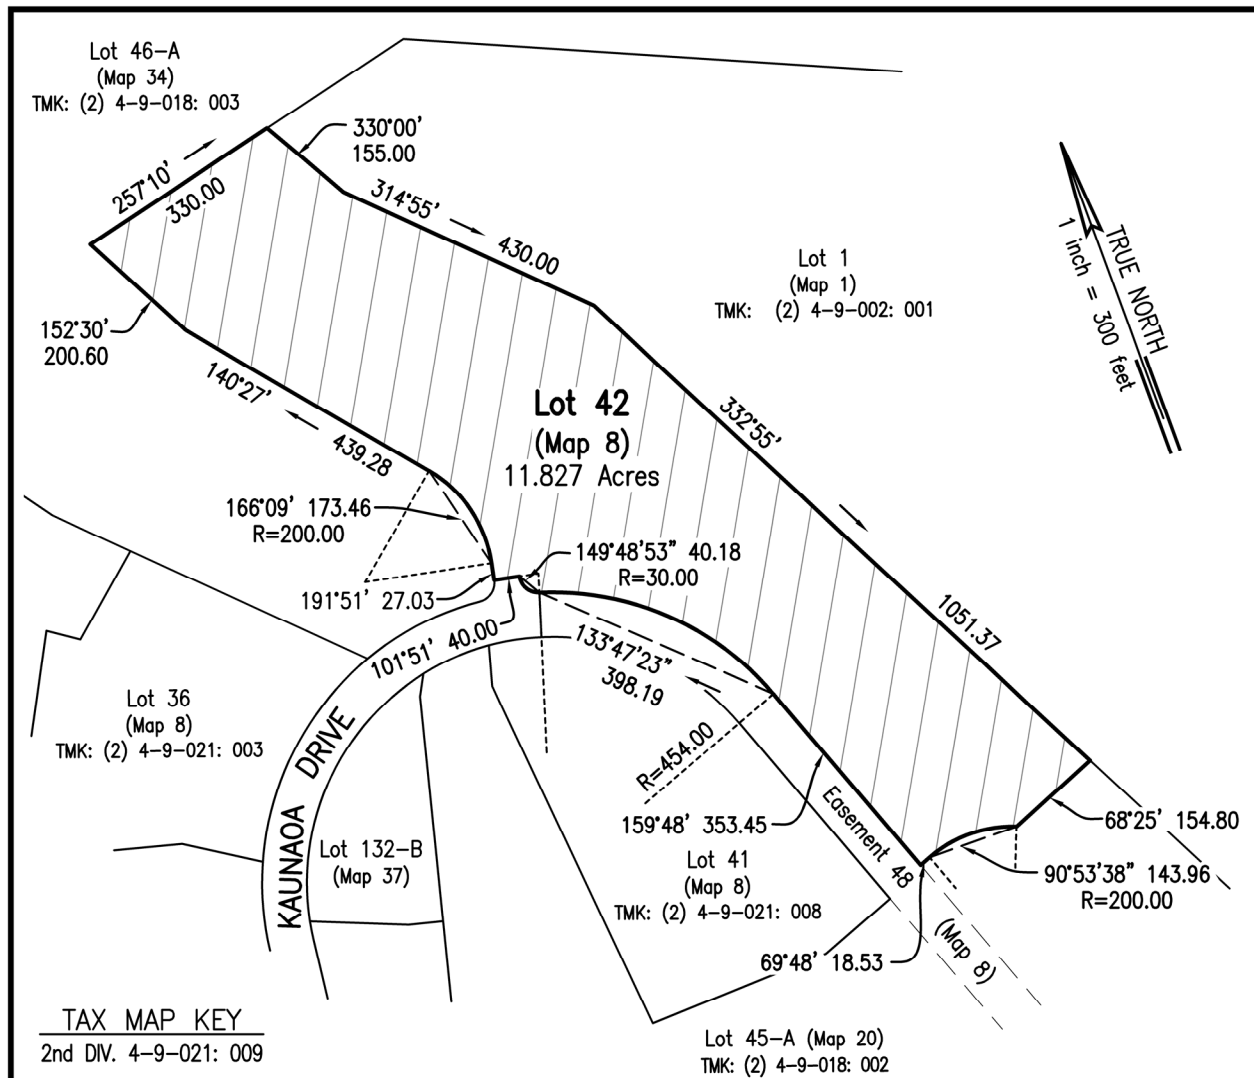 Lot 46-A
(Map 34)
TMK: (2) 4-9-018: 003
330°00'
155.00
257°10'
330.00
314°55'
430.00
Lot 1
(Map 1)
TMK: (2) 4-9-002: 001
TRUE NORTH
1 inch = 300 feet
152°30'
200.60
140°27'
439.28
Lot 42
(Map 8)
11.827 Acres
332°55'
1051.37
166°09' 173.46
R=200.00
149°48'53" 40.18
R=30.00
191°51' 27.03
101°51' 40.00
133°47'23"
398.19
R=454.00
159°48' 353.45
Easement 48
(Map 8)
68°25' 154.80
90°53'38" 143.96
R=200.00
69°48' 18.53
Lot 36
(Map 8)
TMK: (2) 4-9-021: 003
KAUNAOA DRIVE
Lot 132-B
(Map 37)
Lot 41
(Map 8)
TMK: (2) 4-9-021: 008
Lot 45-A (Map 20)
TMK: (2) 4-9-018: 002
TAX MAP KEY
2nd DIV. 4-9-021: 009